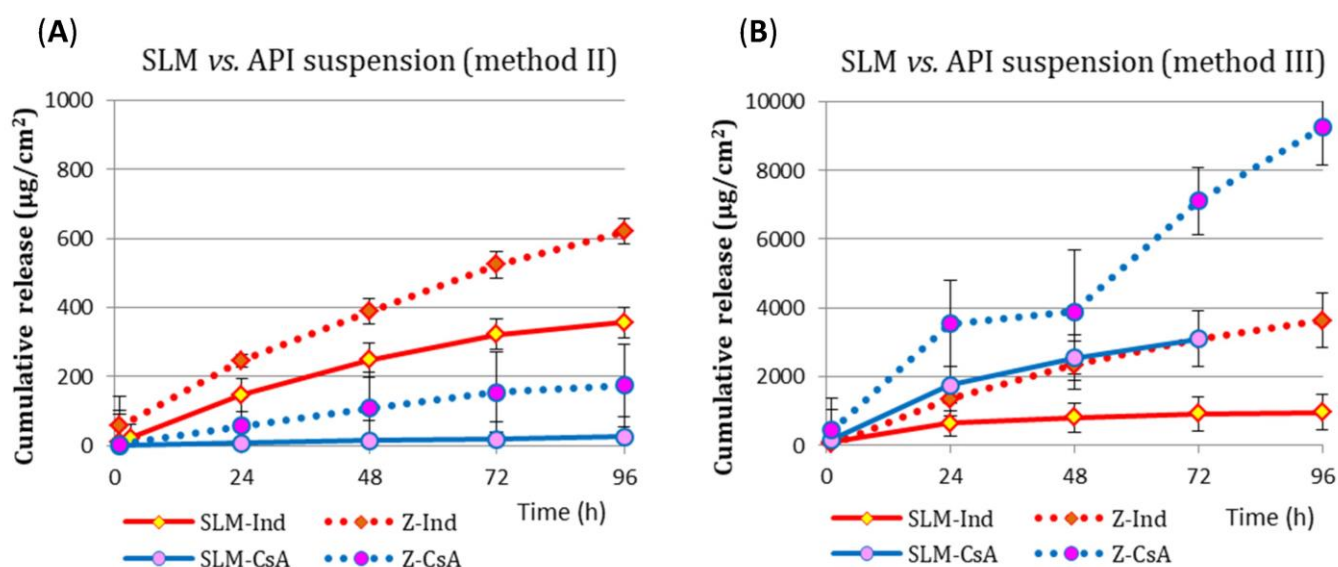 (A)
SLM vs. API suspension (method II)
Cumulative release (µg/cm²)
1000
800
600
400
200
0
0 24 48 72 96
Time (h)
SLM-Ind Z-Ind
SLM-CsA Z-CsA
(B)
SLM vs. API suspension (method III)
Cumulative release (µg/cm²)
10000
8000
6000
4000
2000
0
0 24 48 72 96
Time (h)
SLM-Ind Z-Ind
SLM-CsA Z-CsA